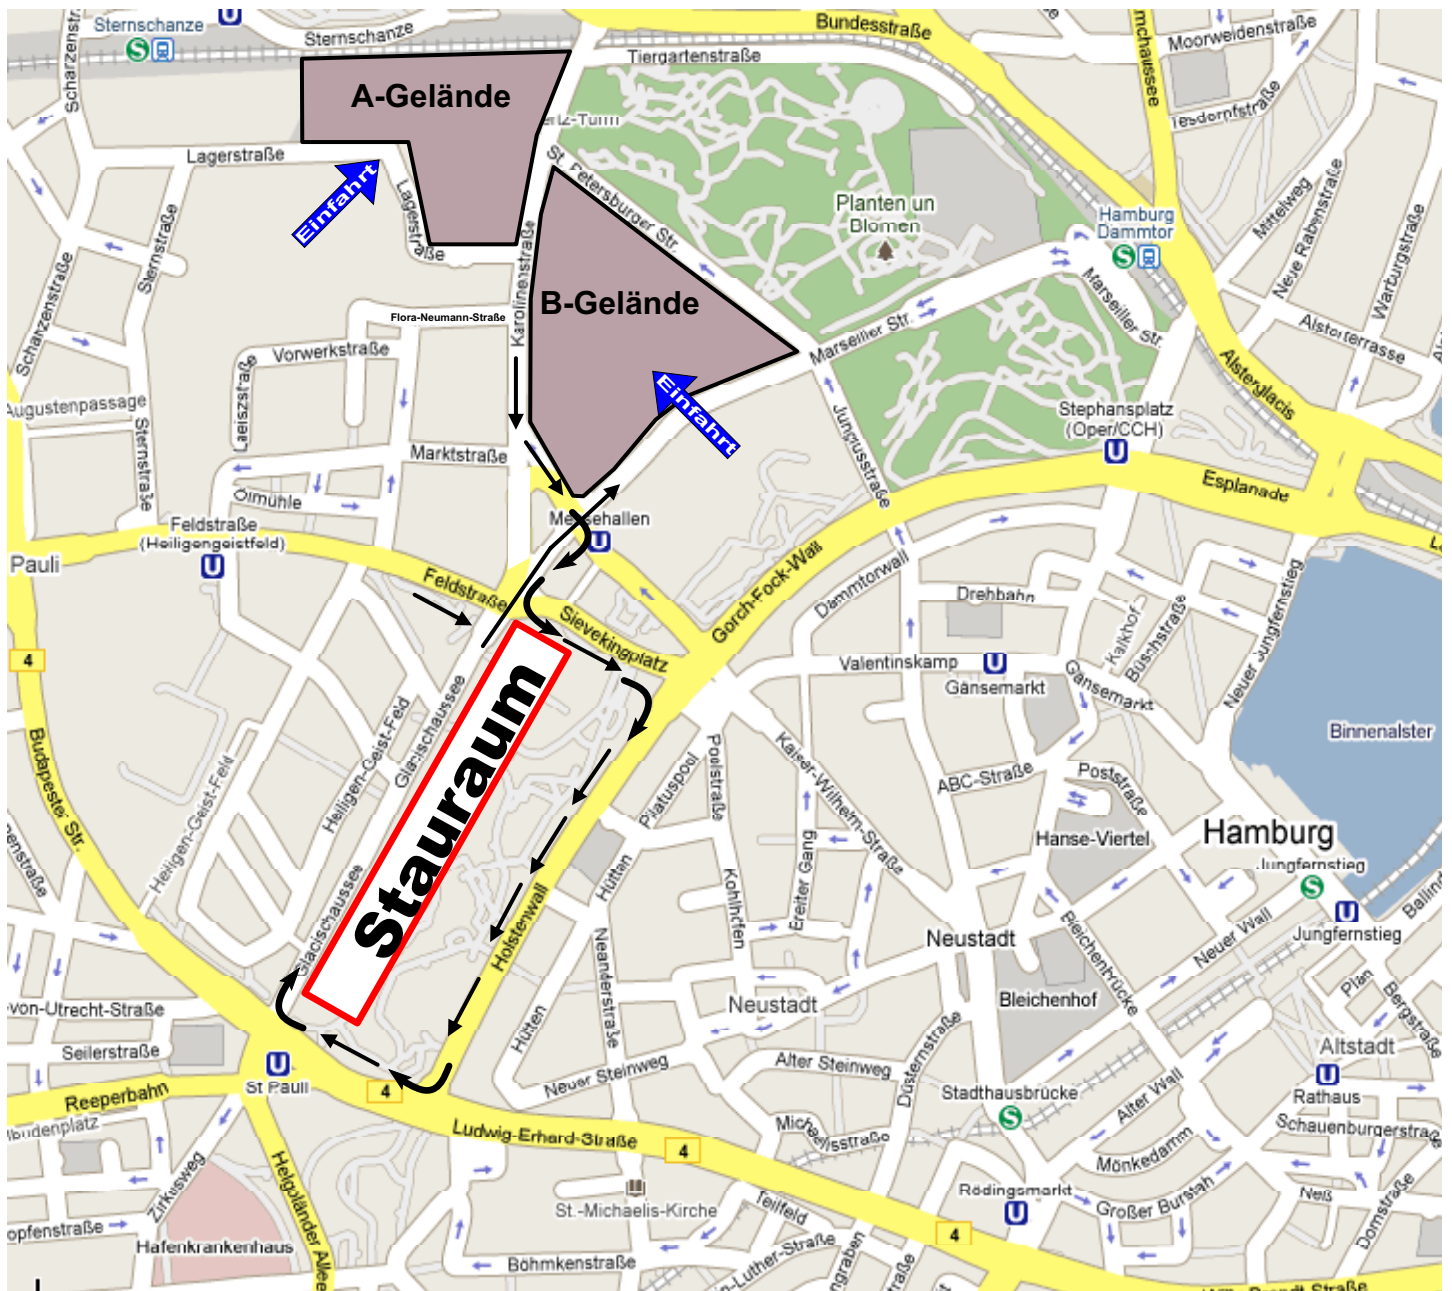 Sternschanze
Sternschanze
Bundesstraße
Tiergartenstraße
Moorweidenstraße
A-Gelände
Lagerstraße
Einfahrt
St. Petersburger Str.
Planten un
Blomen
Hamburg
Dammtor
Mittelweg
Neue Rabenstraße
Warburgstraße
Sternstraße
Karolinenstraße
B-Gelände
Flora-Neumann-Straße
Marseiller Str.
Marseiller Str.
Schanzenstraße
Vorwerkstraße
Augustenpassage
Sternstraße
Einfahrt
Alsterglacis
Alsterterrasse
Stephansplatz
(Oper/CCH)
Marktstraße
Ölmühle
Jungiusstraße
Esplanade
Feldstraße
(Heiligengeistfeld)
Messehallen
Pauli
Feldstraße
Sievekingplatz
Gorch-Fock-Wall
Dammtorwall
Drehbahn
Kalkhof
Büschstraße
Neuer Jungfernstieg
Valentinskamp
Gänsemarkt
Gänsemarkt
4
Stauraum
Glacischaussee
Heiligen-Geist-Feld
Heiligen-Geist-Feld
Glacischaussee
Budapester Str.
Binnenalster
Pilatuspool
Poolstraße
Kaiser-Wilhelm-Straße
ABC-Straße
Poststraße
Hanse-Viertel
Hamburg
Jungfernstieg
Jungfernstieg
Hütten
Kohlhöfen
Breiter Gang
Holstenwall
Neustadt
Bleichenbrücke
Neuer Wall
Neanderstraße
Hütten
Neustadt
Bleichenhof
Plan
Bergstraße
Altstadt
von-Utrecht-Straße
Seilerstraße
St Pauli
Reeperbahn
4
Neuer Steinweg
Alter Steinweg
Düsternstraße
Stadthausbrücke
Alter Wall
Rathaus
Ludwig-Erhard-Straße
4
Michaelisstraße
Schauenburgerstraße
Mönkedamm
Zirkusweg
Helgoländer Allee
Hafenkrankenhaus
St.-Michaelis-Kirche
Teilfeld
Rödingsmarkt
Großer Burstah
Neß
Domstraße
4
Böhmkenstraße